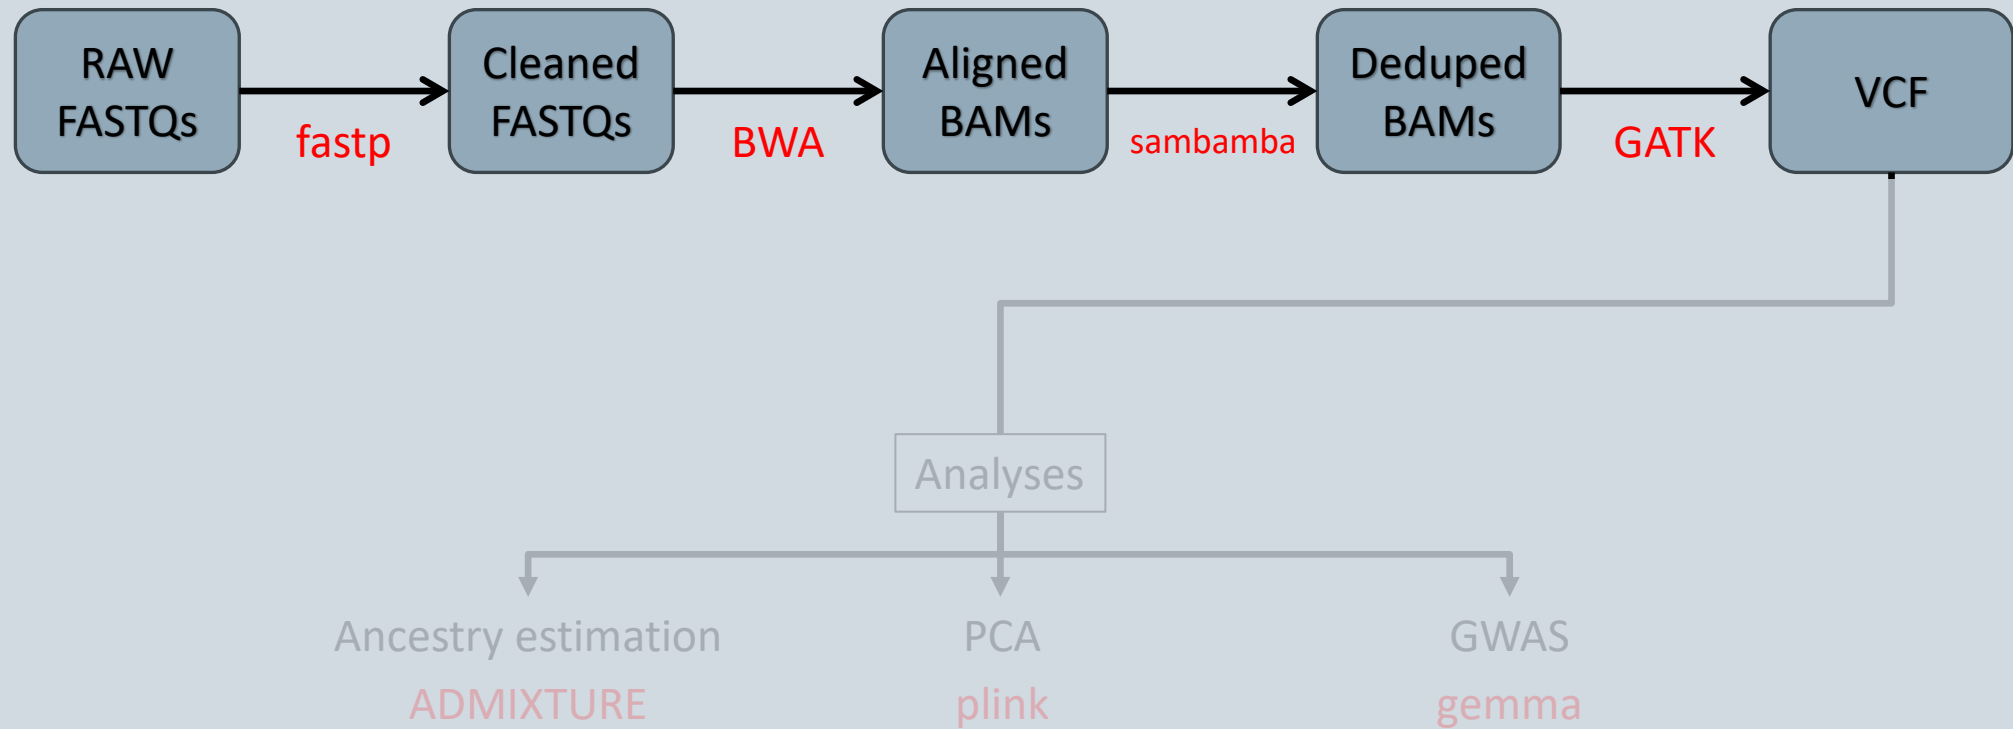 RAW
FASTQs
fastp
Cleaned
FASTQs
BWA
Aligned
BAMs
sambamba
Deduped
BAMs
GATK
VCF
Analyses
Ancestry estimation
ADMIXTURE
PCA
plink
GWAS
gemma